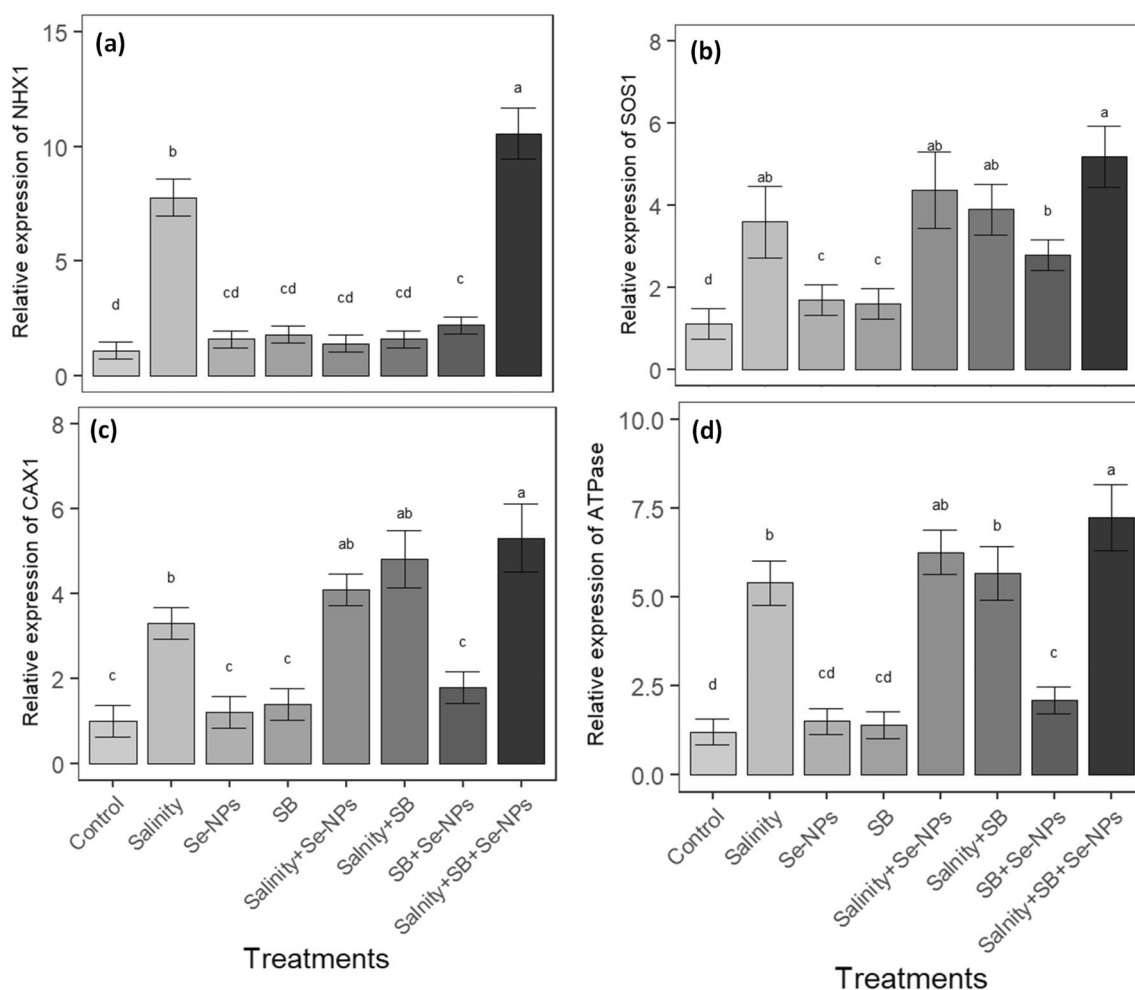 (a)
Relative expression of NHX1
15
10
5
0
d
b
cd
cd
cd
cd
c
a
(b)
Relative expression of SOS1
8
6
4
2
0
d
ab
c
c
ab
ab
b
a
(c)
Relative expression of CAX1
8
6
4
2
0
c
b
c
c
ab
ab
c
a
Control
Salinity
Se-NPs
SB
Salinity+Se-NPs
Salnity+SB
SB+Se-NPs
Salnity+SB+Se-NPs
Treatments
(d)
Relative expression of ATPase
10.0
7.5
5.0
2.5
0.0
d
b
cd
cd
ab
b
c
a
Control
Salinity
Se-NPs
SB
Salinity+Se-NPs
Salnity+SB
SB+Se-NPs
Salnity+SB+Se-NPs
Treatments